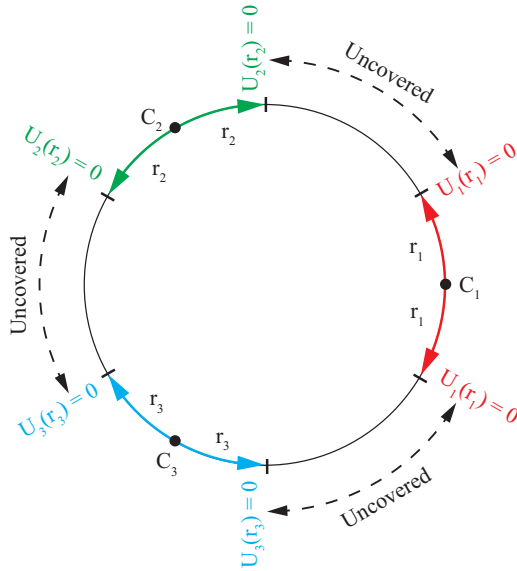 U₂(r₂) = 0
Uncovered
C₂
r₂
U₂(r₂) = 0
r₂
U₁(r₁) = 0
r₁
C₁
r₁
Uncovered
U₃(r₃) = 0
r₃
r₃
C₃
U₁(r₁) = 0
Uncovered
U₃(r₃) = 0